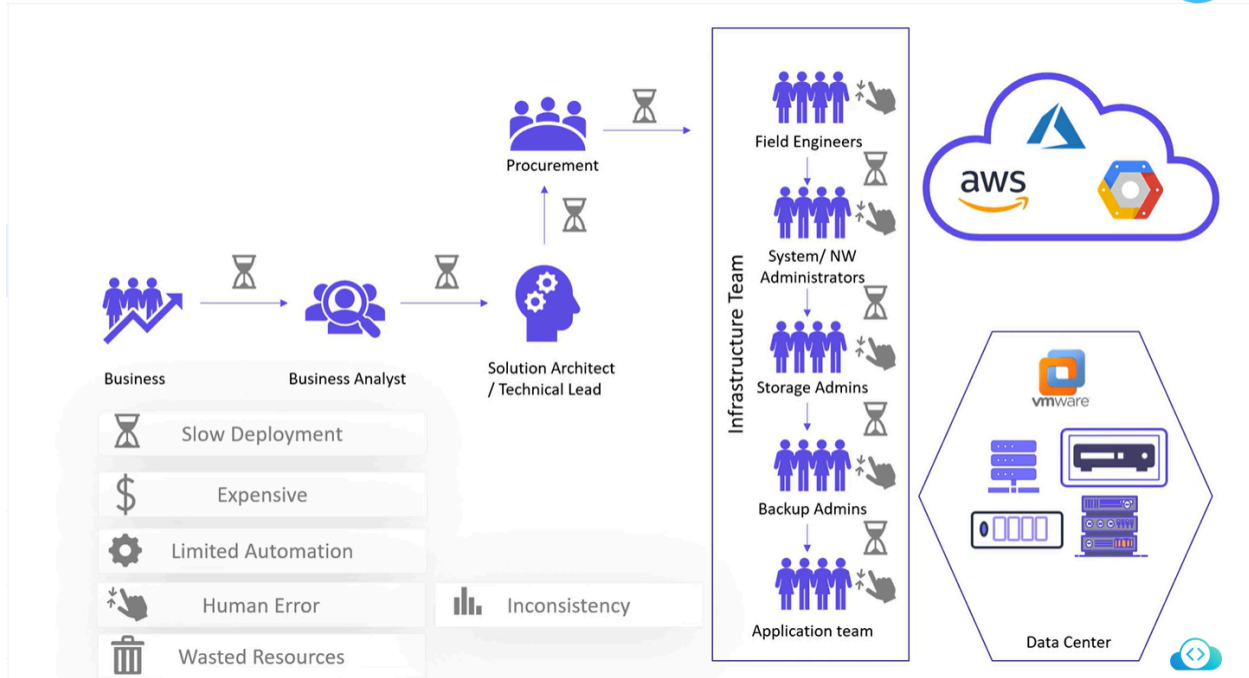 Procurement
Field Engineers
aws
System/ NW
Administrators
Infrastructure Team
Business
Business Analyst
Solution Architect
/ Technical Lead
Storage Admins
vmware
Slow Deployment
Expensive
Limited Automation
Human Error
Inconsistency
Wasted Resources
Backup Admins
Application team
Data Center